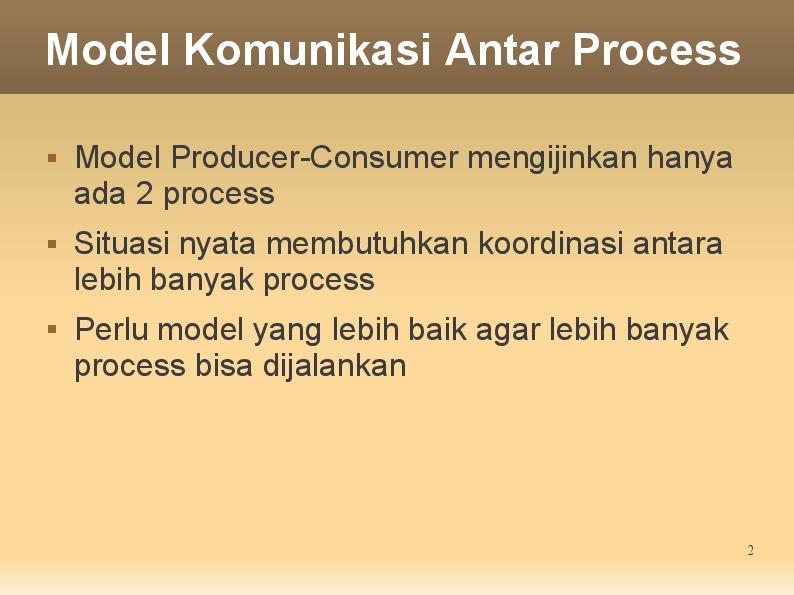 Model Komunikasi Antar Process
Model Producer-Consumer mengijinkan hanya
ada 2 process
Situasi nyata membutuhkan koordinasi antara
lebih banyak process
Perlu model yang lebih baik agar lebih banyak
process bisa dijalankan
2